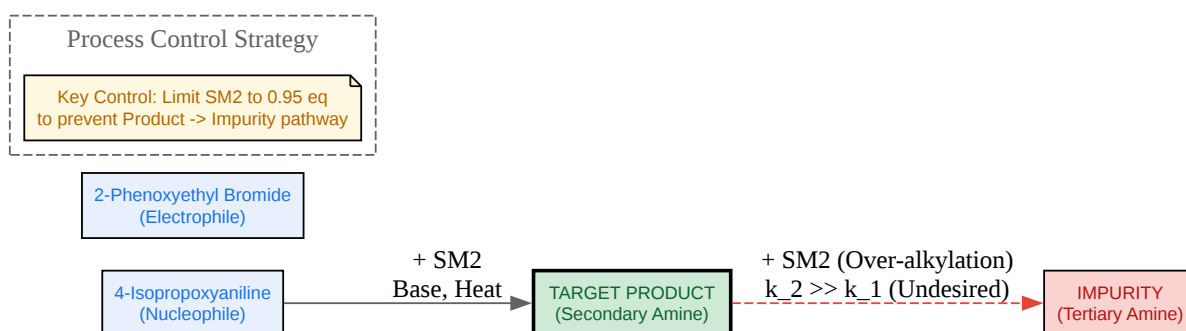 Process Control Strategy
Key Control: Limit SM2 to 0.95 eq
to prevent Product -> Impurity pathway
2-Phenoxyethyl Bromide
(Electrophile)
4-Isopropoxyaniline
(Nucleophile)
+ SM2
Base, Heat
TARGET PRODUCT
(Secondary Amine)
+ SM2 (Over-alkylation)
k_2 >> k_1 (Undesired)
IMPURITY
(Tertiary Amine)